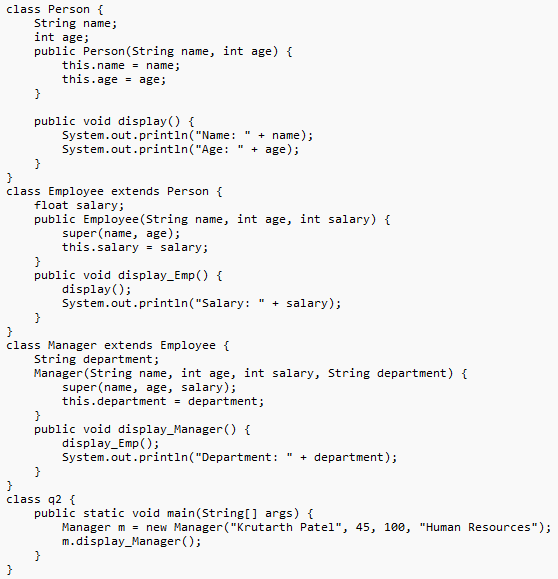 class Person {
    String name;
    int age;
    public Person(String name, int age) {
        this.name = name;
        this.age = age;
    }

    public void display() {
        System.out.println("Name: " + name);
        System.out.println("Age: " + age);
    }
}
class Employee extends Person {
    float salary;
    public Employee(String name, int age, int salary) {
        super(name, age);
        this.salary = salary;
    }
    public void display_Emp() {
        display();
        System.out.println("Salary: " + salary);
    }
}
class Manager extends Employee {
    String department;
    Manager(String name, int age, int salary, String department) {
        super(name, age, salary);
        this.department = department;
    }
    public void display_Manager() {
        display_Emp();
        System.out.println("Department: " + department);
    }
}
class q2 {
    public static void main(String[] args) {
        Manager m = new Manager("Krutarth Patel", 45, 100, "Human Resources");
        m.display_Manager();
    }
}